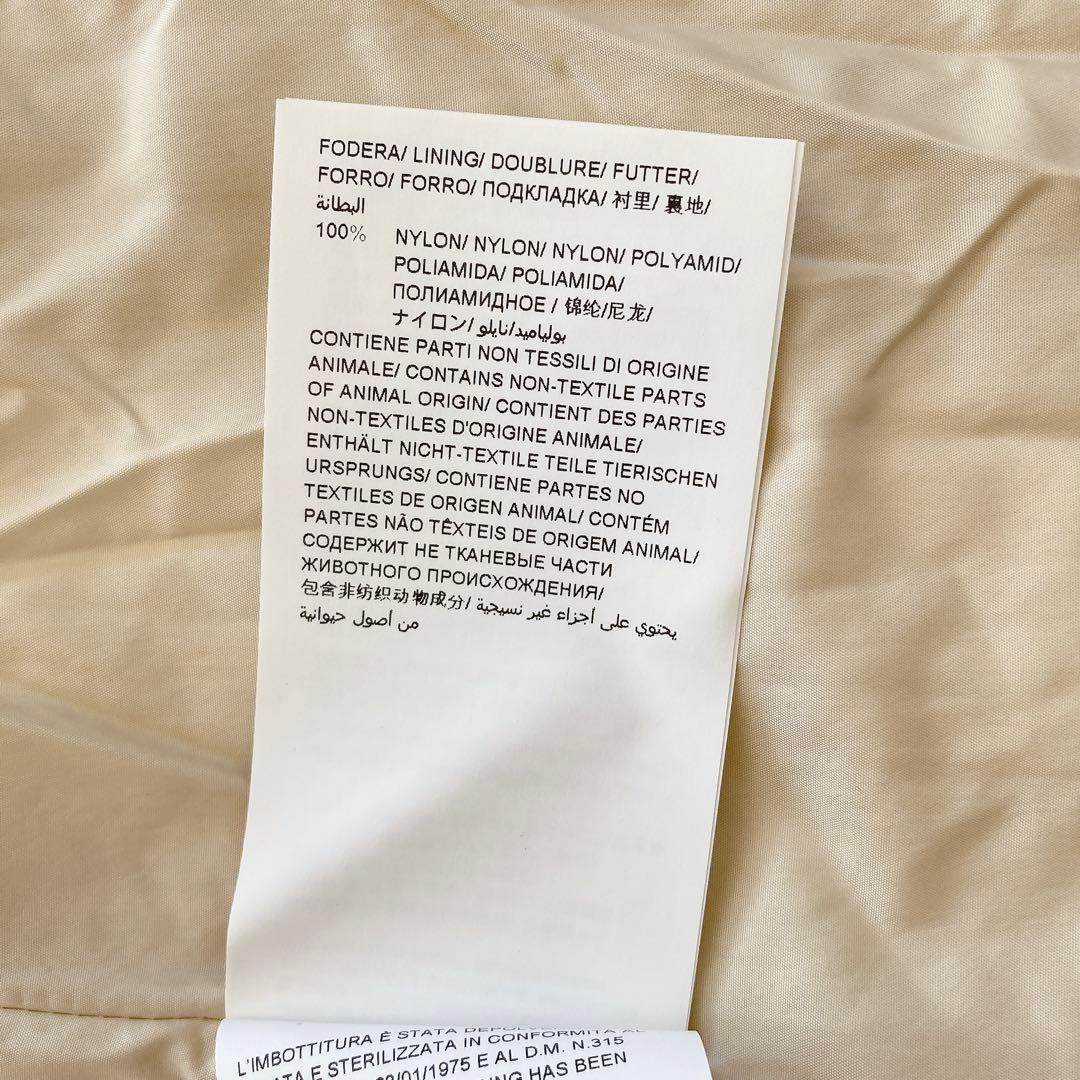 FODERA/ LINING/ DOUBLURE/ FUTTER/
FORRO/ FORRO/ ПОДКЛАДКА/ 衬里/ 裏地/
البطانة
100% NYLON/ NYLON/ NYLON/ POLYAMID/
POLIAMIDA/ POLIAMIDA/
ПОЛИАМИДНОЕ / 锦纶/尼龙/
ナイロン/بولياميد/نايلو
CONTIENE PARTI NON TESSILI DI ORIGINE
ANIMALE/ CONTAINS NON-TEXTILE PARTS
OF ANIMAL ORIGIN/ CONTIENT DES PARTIES
NON-TEXTILES D'ORIGINE ANIMALE/
ENTHÄLT NICHT-TEXTILE TEILE TIERISCHEN
URSPRUNGS/ CONTIENE PARTES NO
TEXTILES DE ORIGEN ANIMAL/ CONTÉM
PARTES NÃO TÊXTEIS DE ORIGEM ANIMAL/
СОДЕРЖИТ НЕ ТКАНЕВЫЕ ЧАСТИ
ЖИВОТНОГО ПРОИСХОЖДЕНИЯ/
包含非纺织动物成分/ يحتوي على أجزاء غير نسيجية
من أصول حيوانية
L'IMBOTTITURA È STATA
E STERILIZZATA IN CONFORMITÀ
/01/1975 E AL D.M. N.315
HAS BEEN